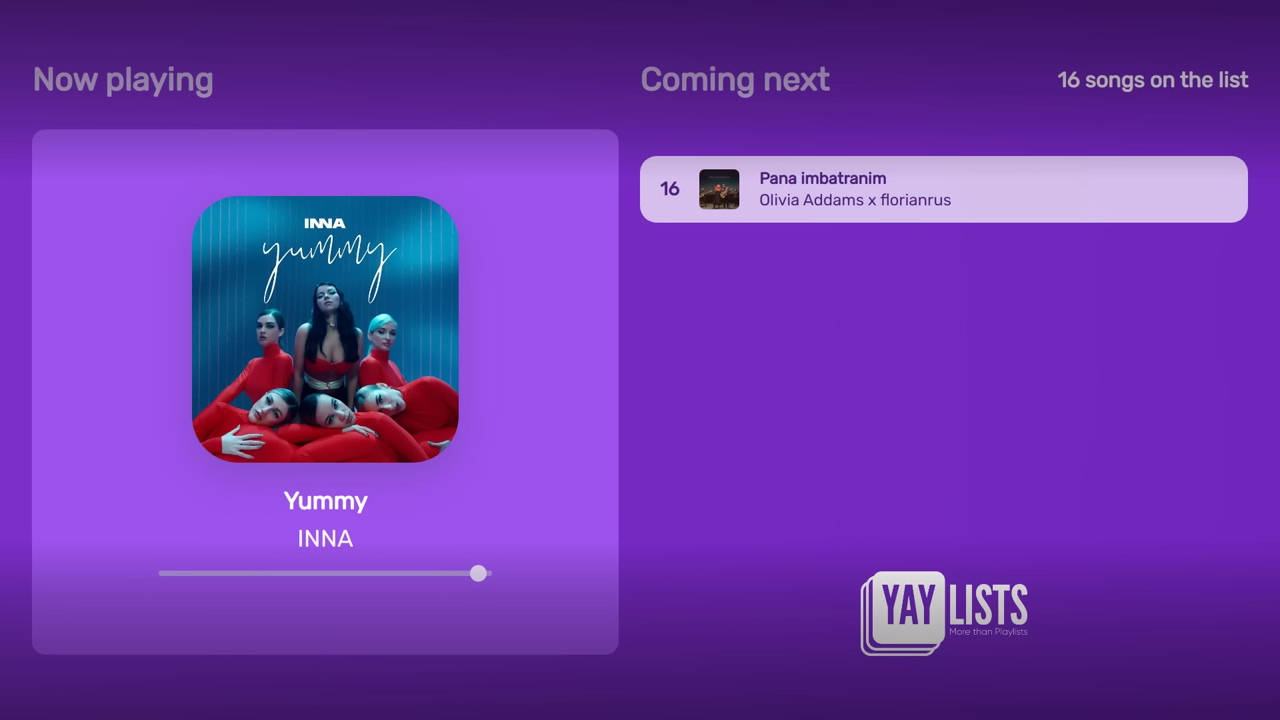 Now playing
Coming next
16 songs on the list
INNA
yummy
Yummy
INNA
16
Pana imbatranim
Olivia Addams x florianrus
YAY LISTS
More than Playlists